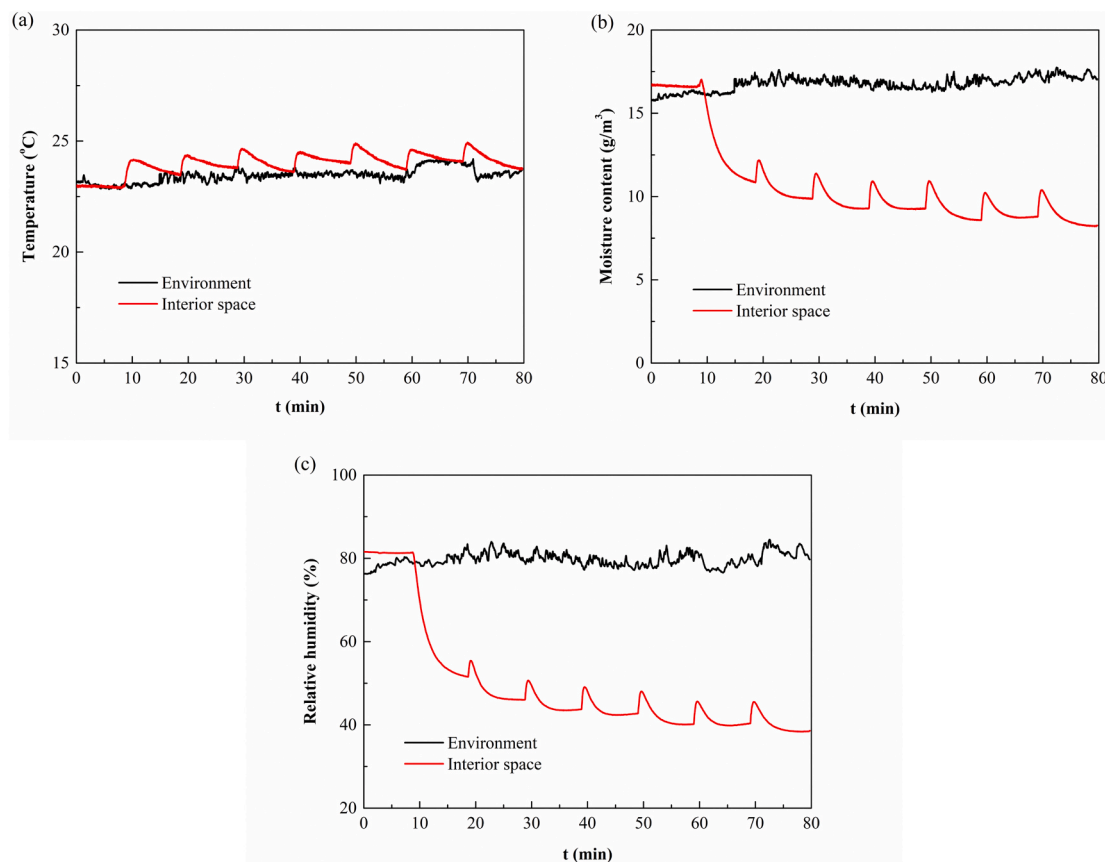 (a)
30
25
20
15
Temperature (°C)
Environment
Interior space
0 10 20 30 40 50 60 70 80
t (min)
(b)
20
15
10
5
0
Moisture content (g/m³)
Environment
Interior space
0 10 20 30 40 50 60 70 80
t (min)
(c)
100
80
60
40
20
Relative humidity (%)
Environment
Interior space
0 10 20 30 40 50 60 70 80
t (min)